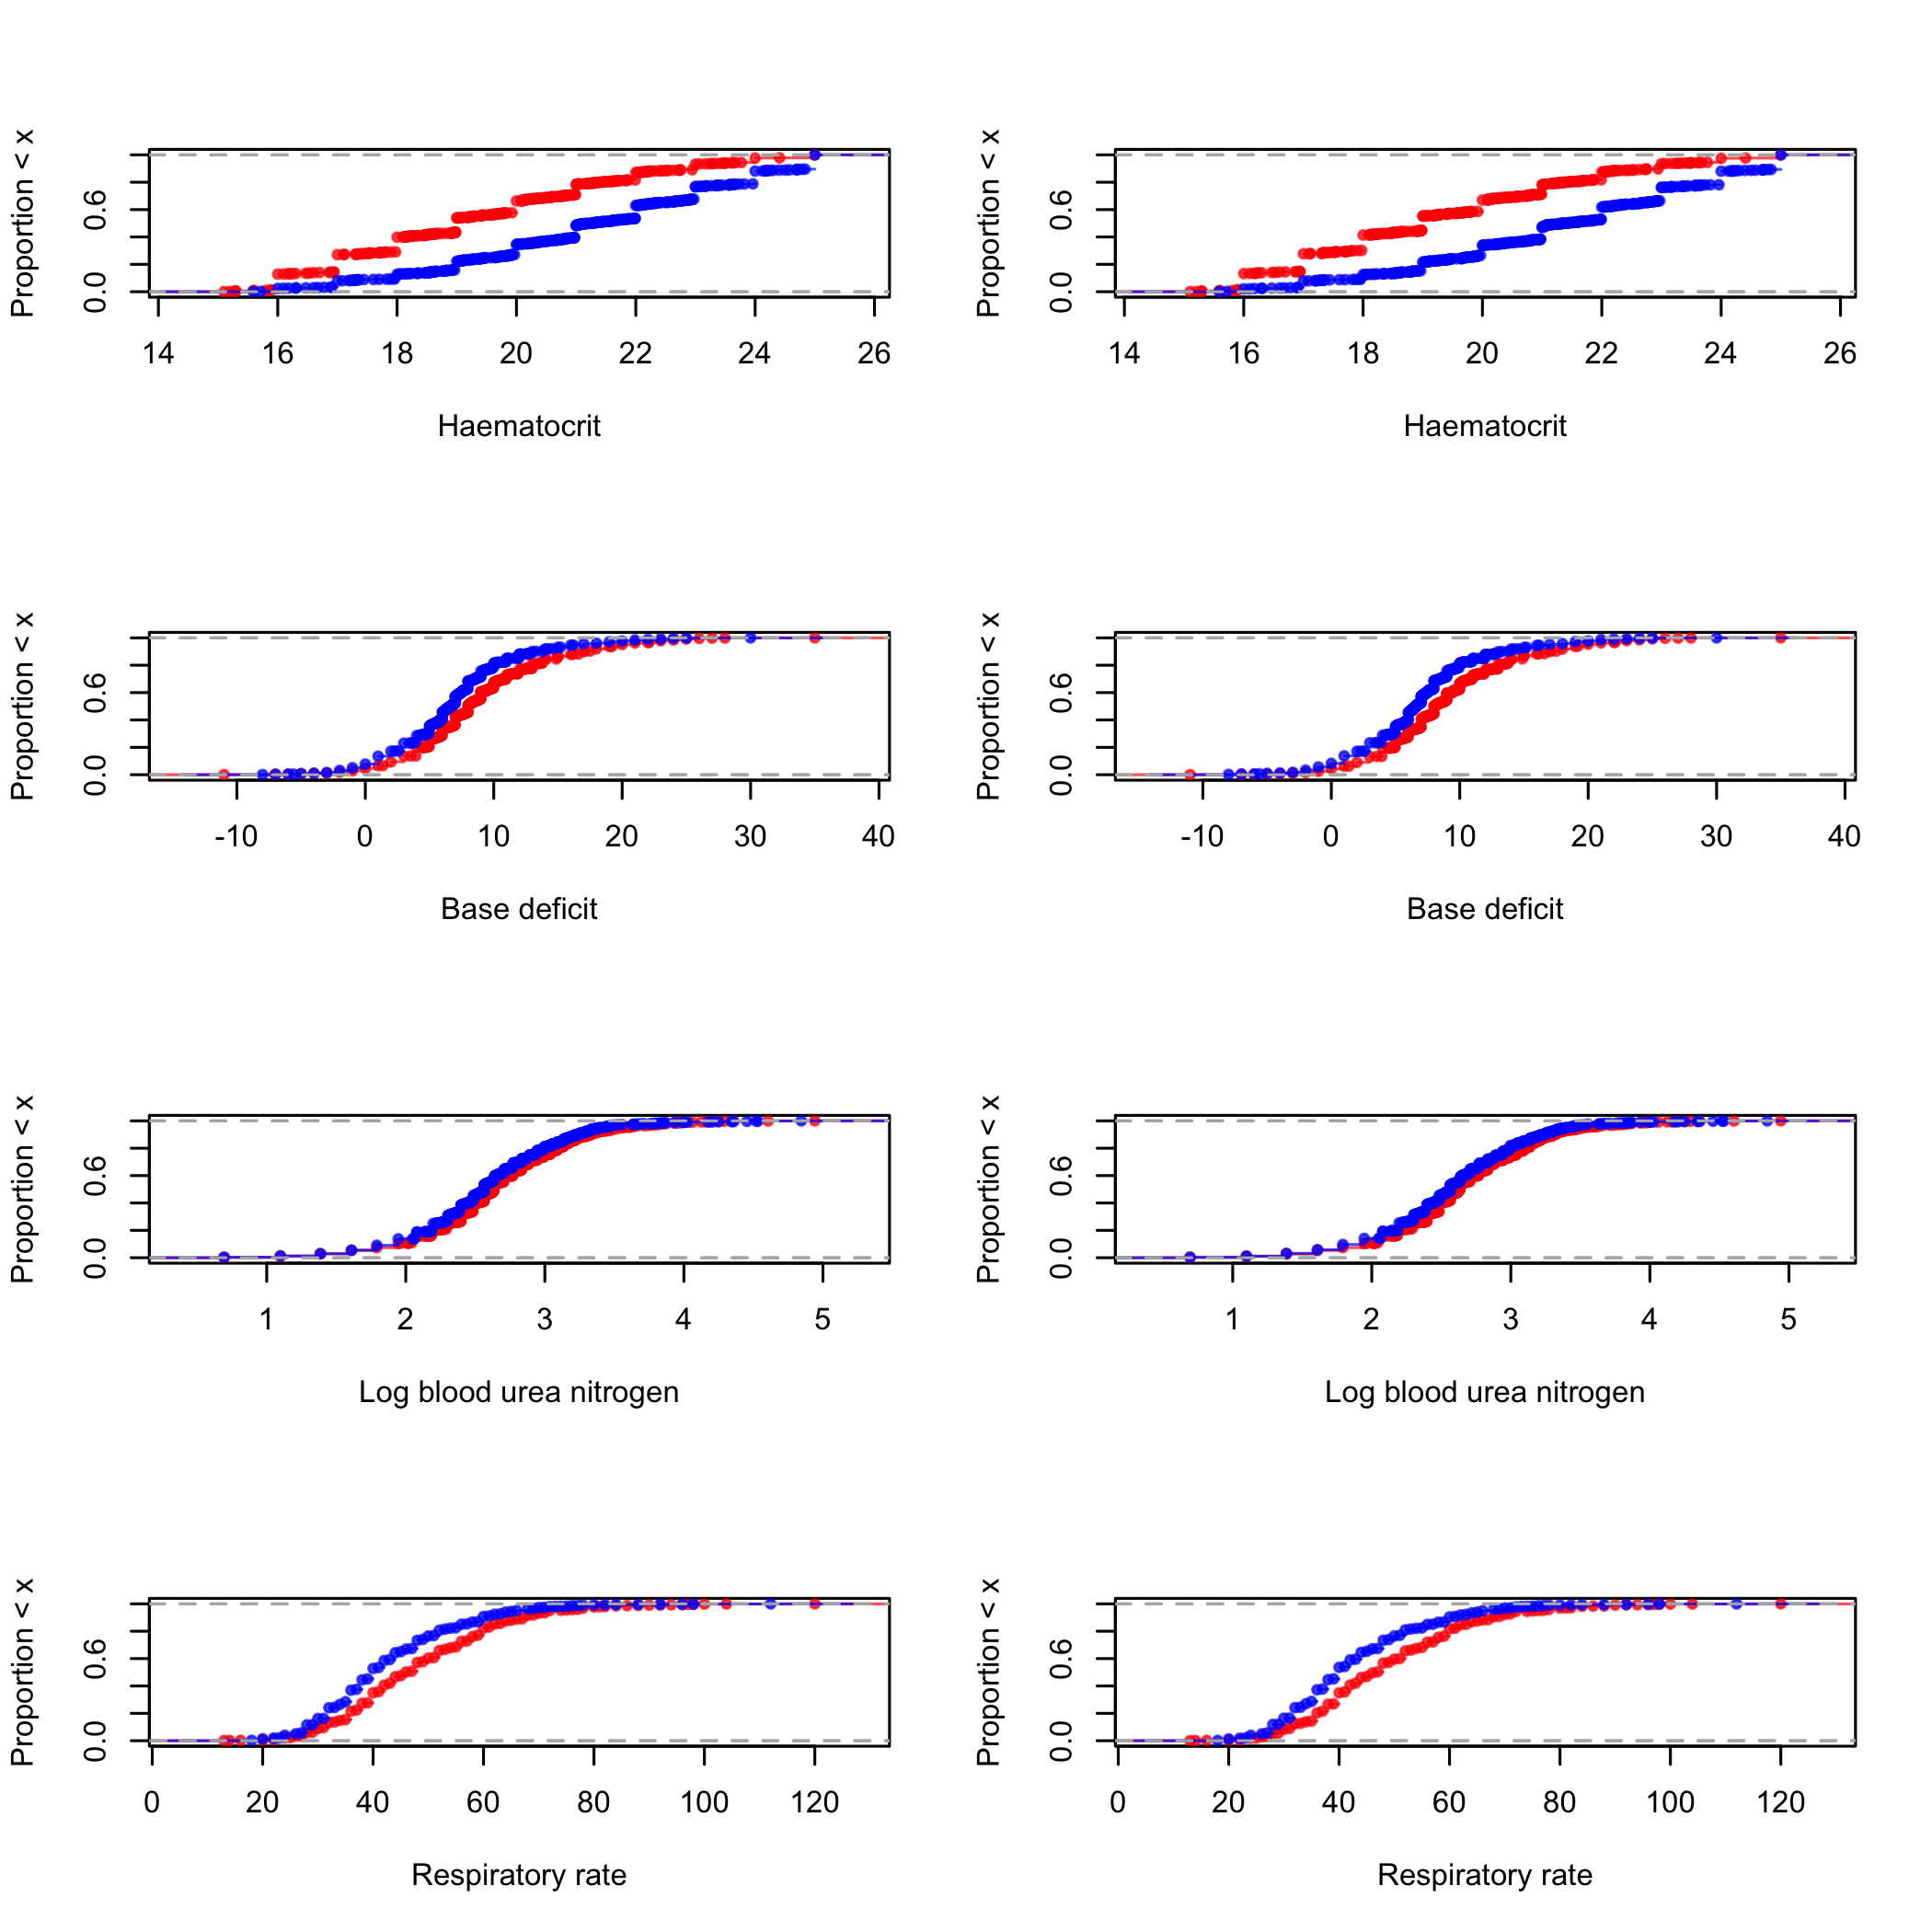 Proportion < x
0.0 0.6
14 16 18 20 22 24 26
Haematocrit
Proportion < x
0.0 0.6
14 16 18 20 22 24 26
Haematocrit
Proportion < x
0.0 0.6
-10 0 10 20 30 40
Base deficit
Proportion < x
0.0 0.6
-10 0 10 20 30 40
Base deficit
Proportion < x
0.0 0.6
1 2 3 4 5
Log blood urea nitrogen
Proportion < x
0.0 0.6
1 2 3 4 5
Log blood urea nitrogen
Proportion < x
0.0 0.6
0 20 40 60 80 100 120
Respiratory rate
Proportion < x
0.0 0.6
0 20 40 60 80 100 120
Respiratory rate